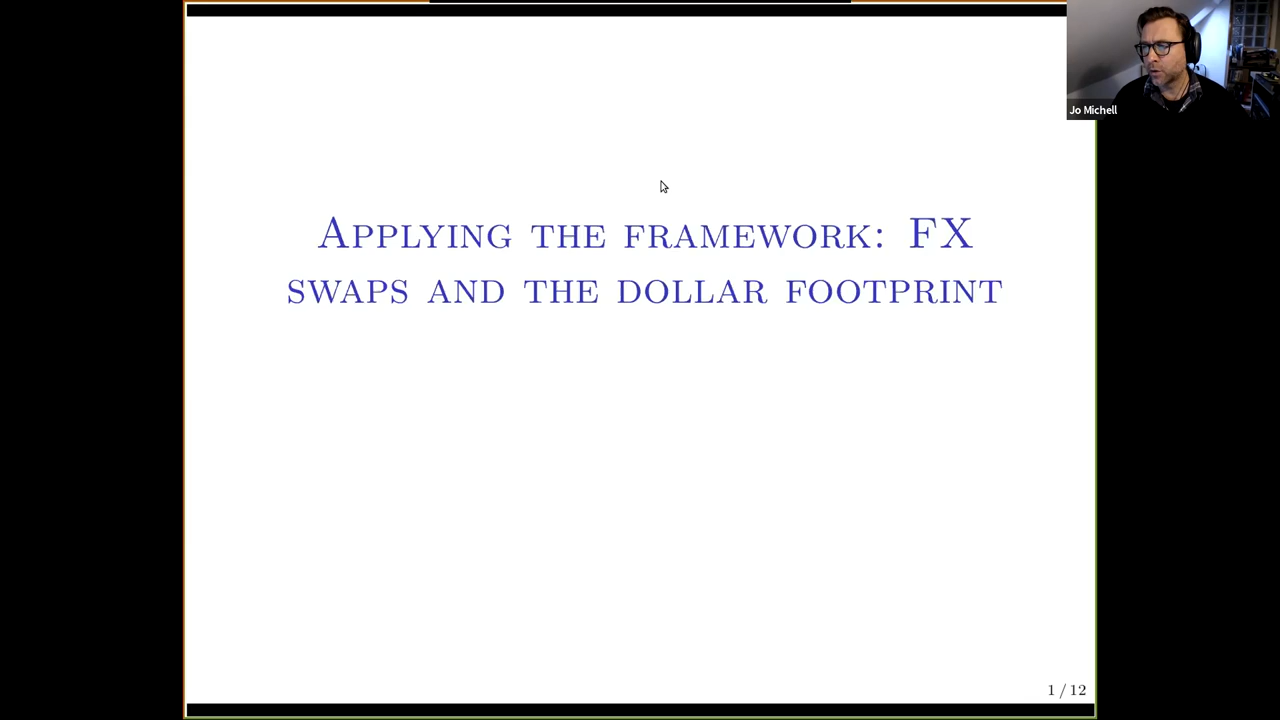 Jo Michell
Applying the framework: FX
swaps and the dollar footprint
1 / 12